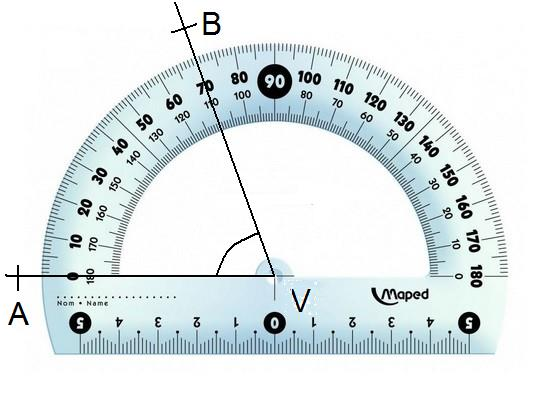 B
0 10 20 30 40 50 60 70 80 90 100 110 120 130 140 150 160 170 180
180 170 160 150 140 130 120 110 100 80 70 60 50 40 30 20 10 0
A
V
Nom • Name
Maped
5 4 3 2 1 0 1 2 3 4 5